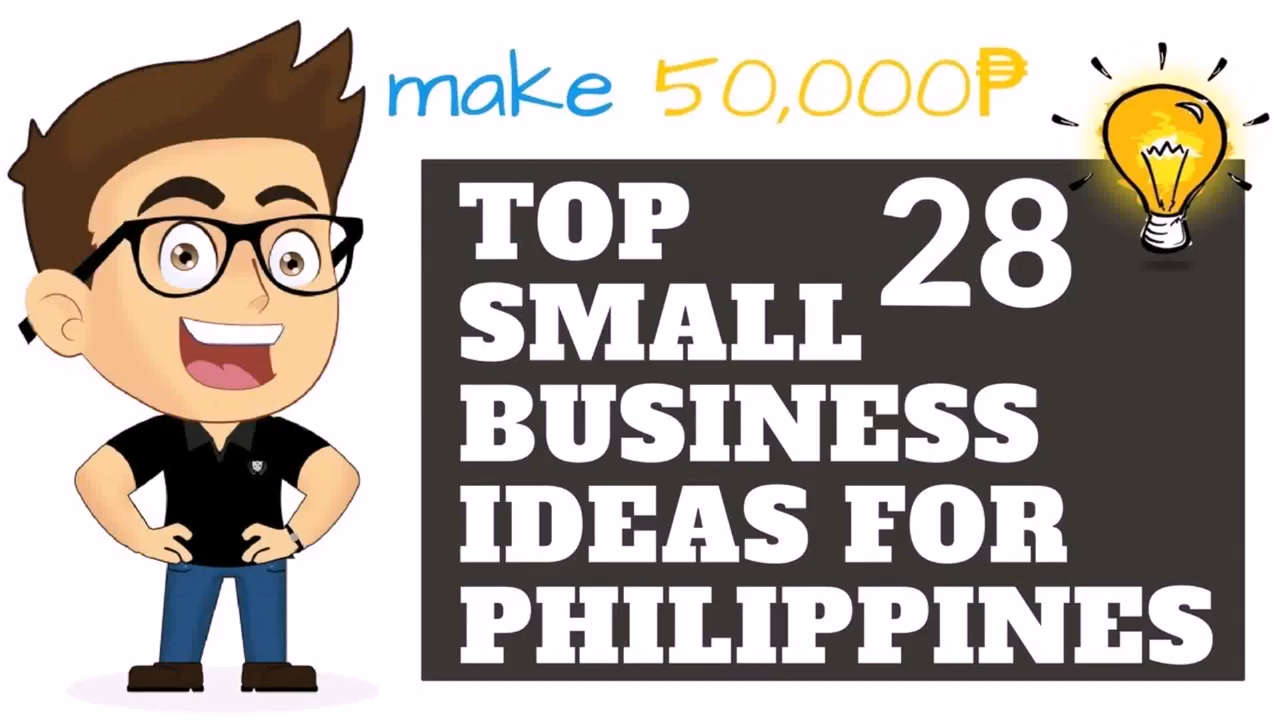 make 50,000₱
TOP 28
SMALL
BUSINESS
IDEAS FOR
PHILIPPINES